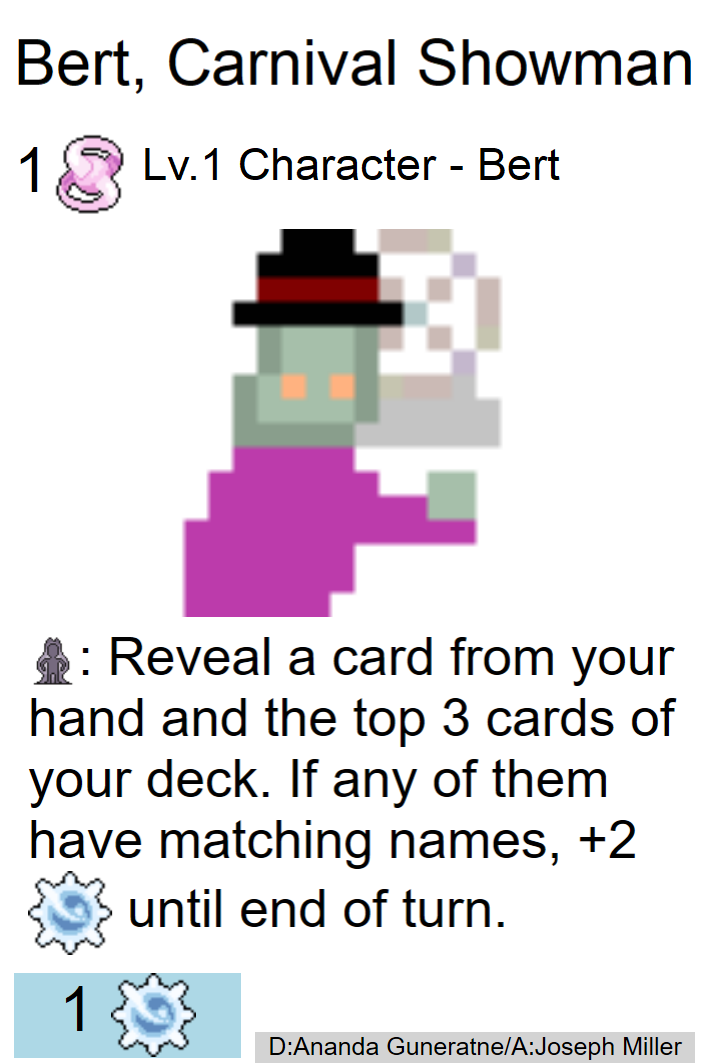 Bert, Carnival Showman
1 Lv.1 Character - Bert
: Reveal a card from your
hand and the top 3 cards of
your deck. If any of them
have matching names, +2
until end of turn.
1
D:Ananda Guneratne/A:Joseph Miller